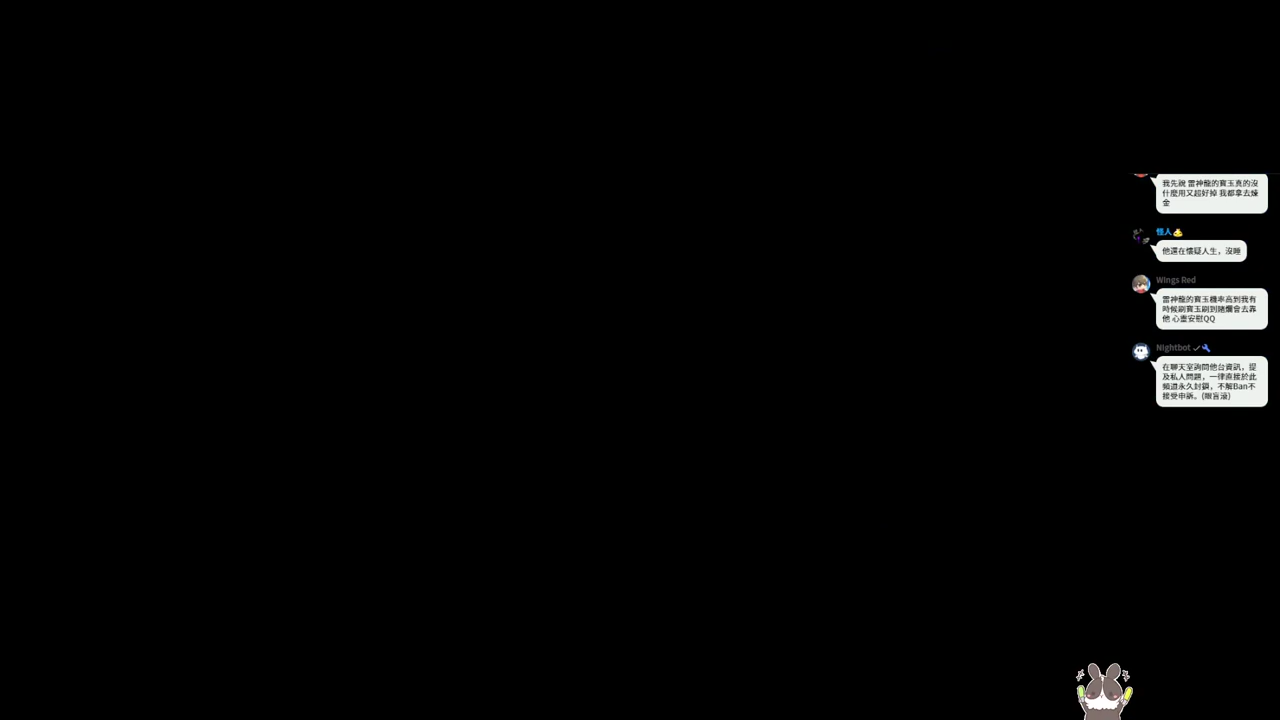 我先說 雷神龍的寶玉真的沒
什麼用又超好掉 我都拿去煉
金
怪人
他還在懷疑人生，沒睡
Wings Red
雷神龍的寶玉機率高到我有
時候刷寶玉刷到賭爛會去靠
他 心靈安慰QQ
Nightbot
在聊天室詢問他台資訊，提
及私人問題，一律直接於此
頻道永久封鎖，不解Ban不
接受申訴。(眼盲滾)